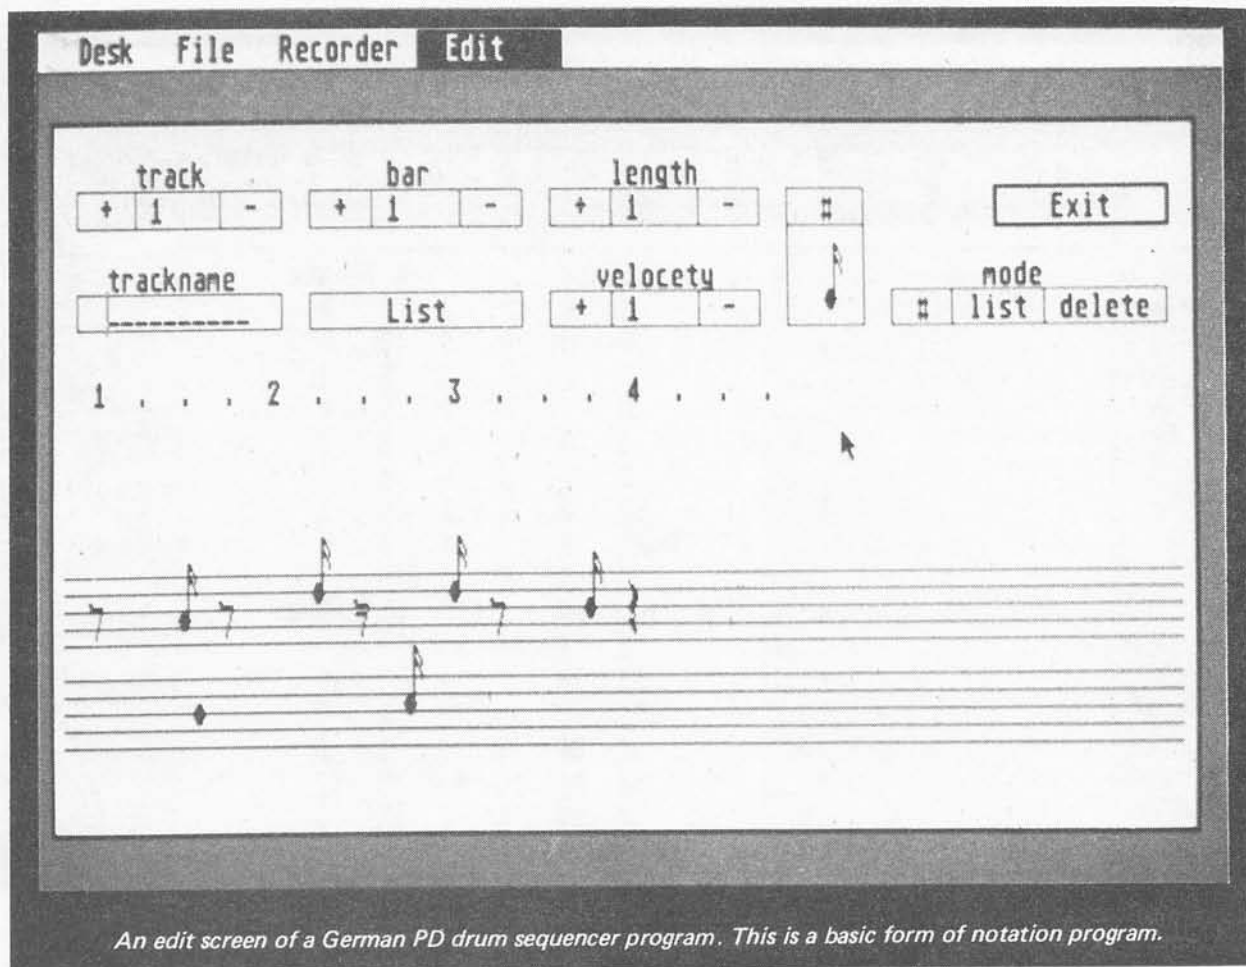 Desk File Recorder Edit
track bar length
+ 1 - + 1 - + 1 - ♯ Exit
trackname velocety mode
__________ List + 1 - ♯ list delete
1 . . . 2 . . . 3 . . . 4 . . .
An edit screen of a German PD drum sequencer program. This is a basic form of notation program.